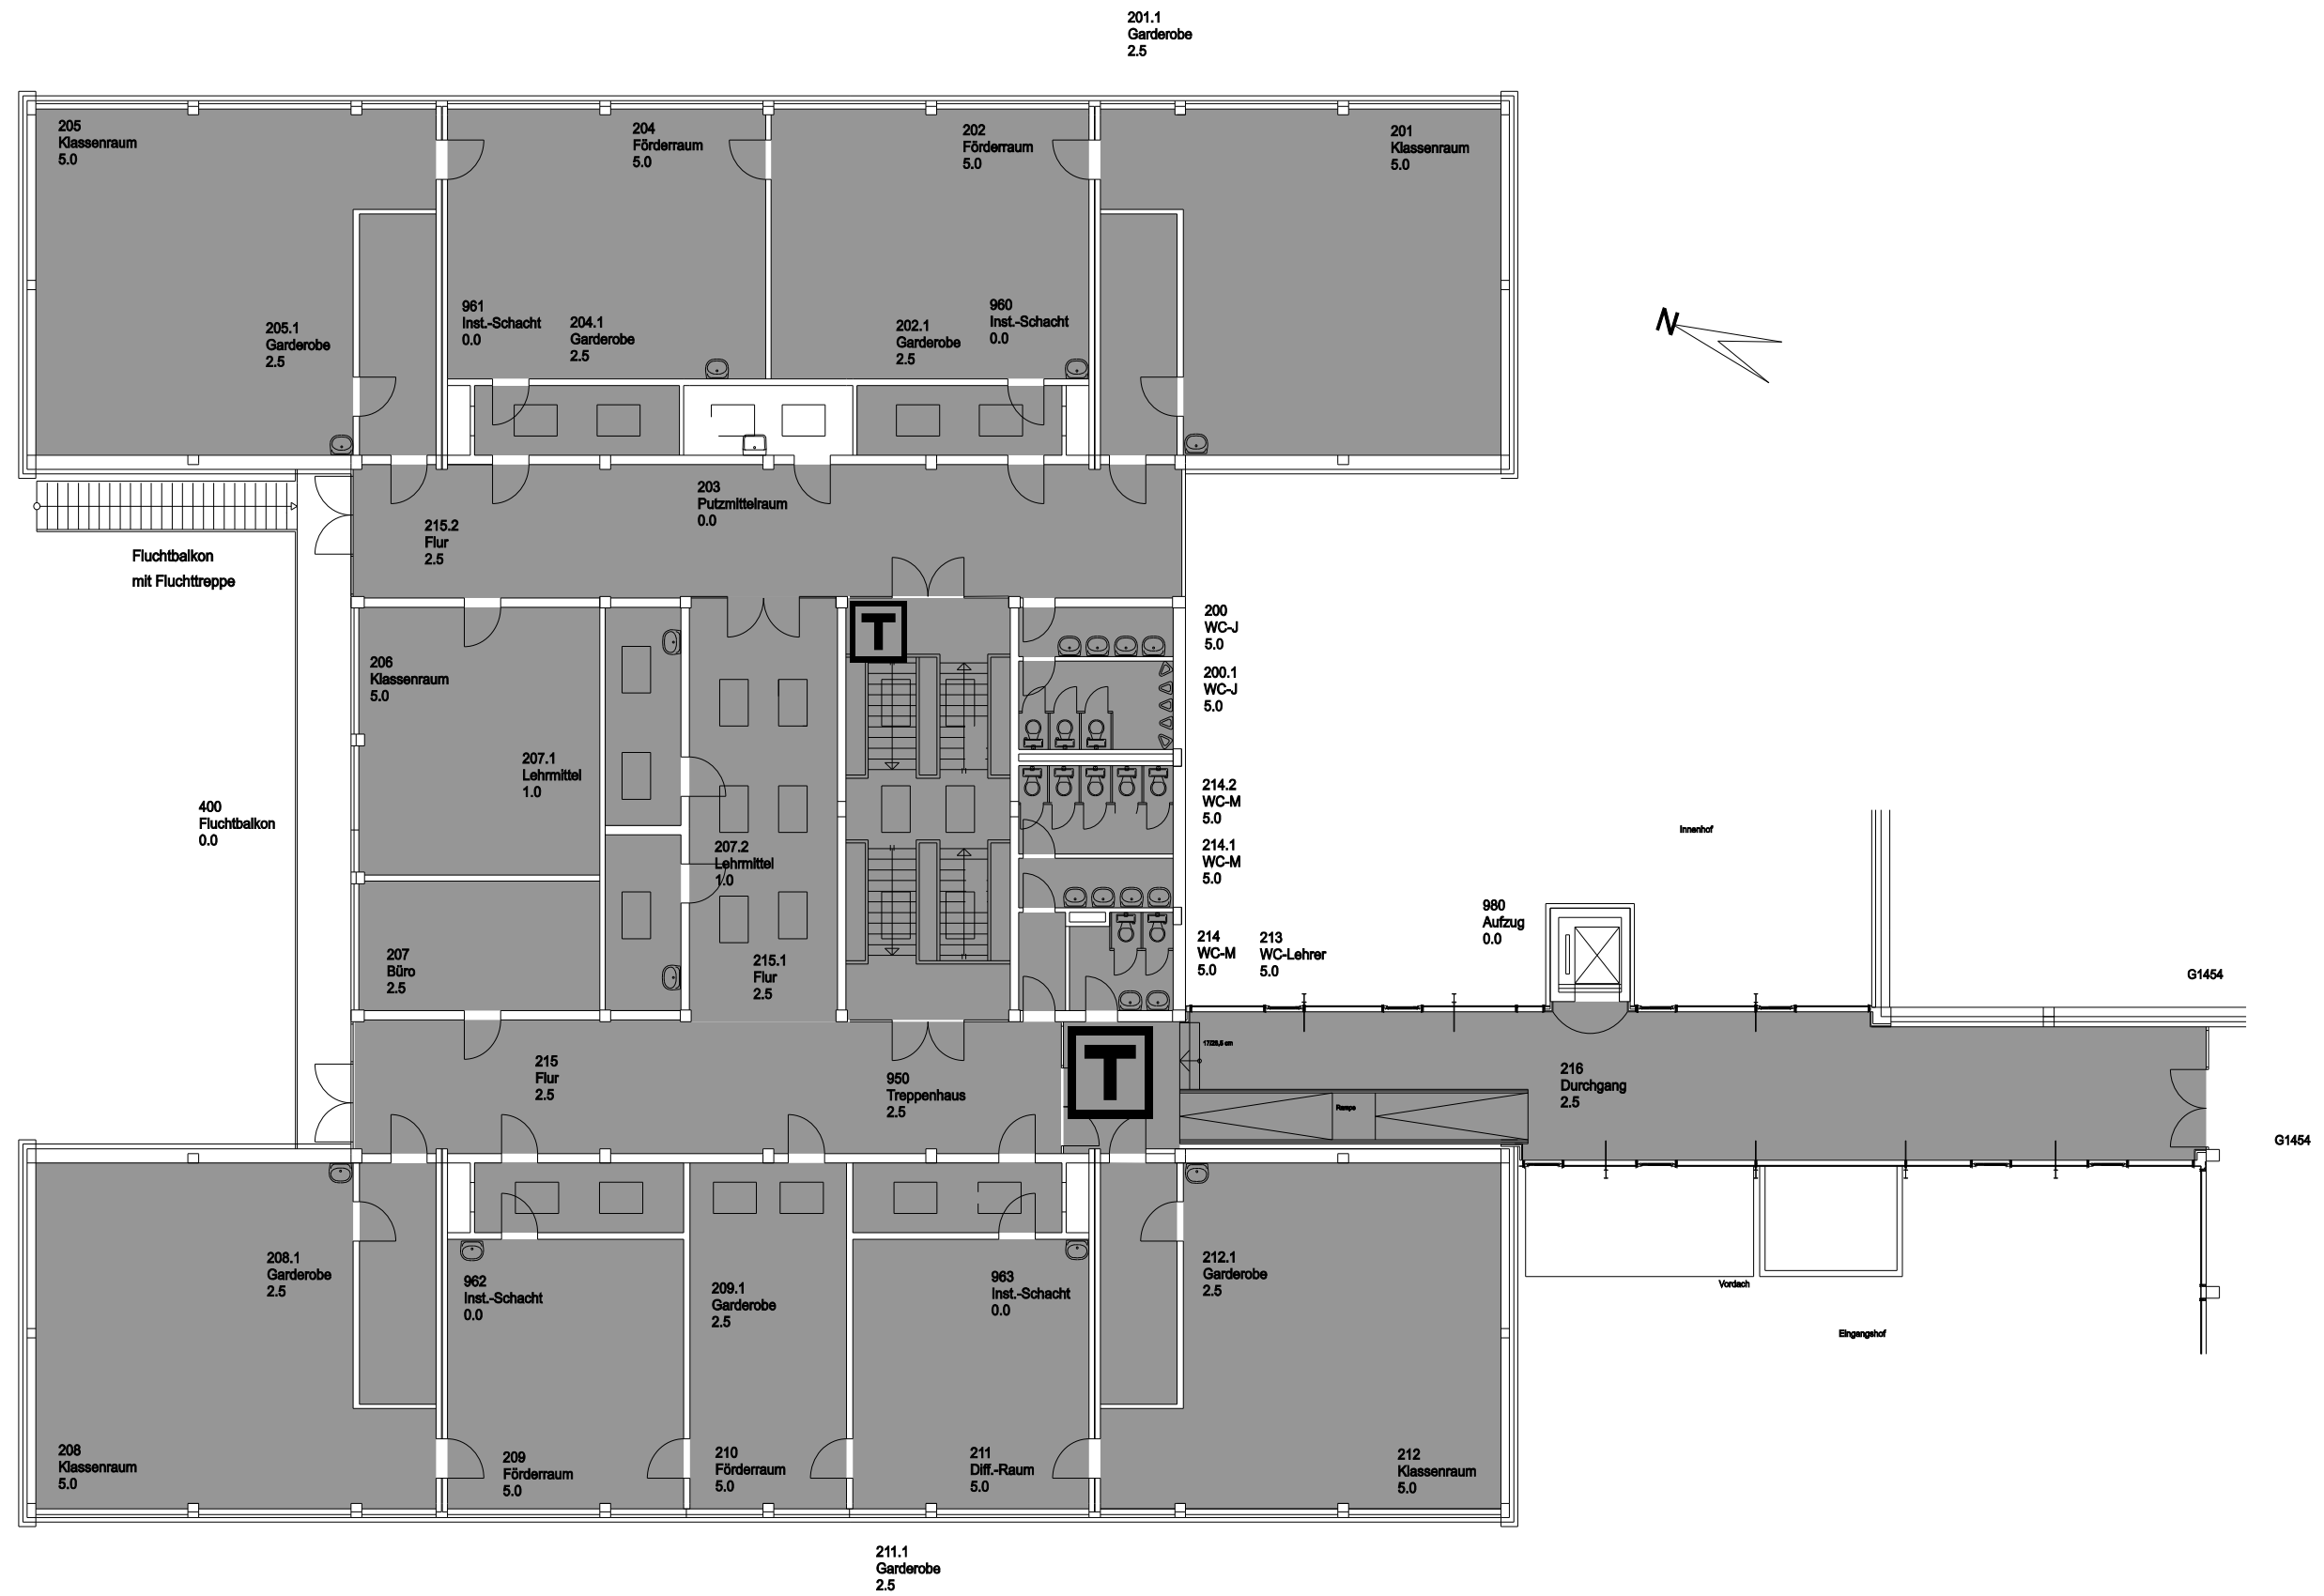 201.1
Garderobe
2.5
205
Klassenraum
5.0
204
Förderraum
5.0
202
Förderraum
5.0
201
Klassenraum
5.0
205.1
Garderobe
2.5
961
Inst.-Schacht
0.0
204.1
Garderobe
2.5
202.1
Garderobe
2.5
960
Inst.-Schacht
0.0
N
203
Putzmittelraum
0.0
215.2
Flur
2.5
Fluchtbalkon
mit Fluchttreppe
T
200
WC-J
5.0
206
Klassenraum
5.0
200.1
WC-J
5.0
207.1
Lehrmittel
1.0
214.2
WC-M
5.0
400
Fluchtbalkon
0.0
Innenhof
207.2
Lehrmittel
1.0
214.1
WC-M
5.0
980
Aufzug
0.0
207
Büro
2.5
215.1
Flur
2.5
214
WC-M
5.0
213
WC-Lehrer
5.0
G1454
T
17/28,5 cm
215
Flur
2.5
950
Treppenhaus
2.5
216
Durchgang
2.5
Rampe
G1454
208.1
Garderobe
2.5
962
Inst.-Schacht
0.0
209.1
Garderobe
2.5
963
Inst.-Schacht
0.0
212.1
Garderobe
2.5
Vordach
Eingangshof
208
Klassenraum
5.0
209
Förderraum
5.0
210
Förderraum
5.0
211
Diff.-Raum
5.0
212
Klassenraum
5.0
211.1
Garderobe
2.5